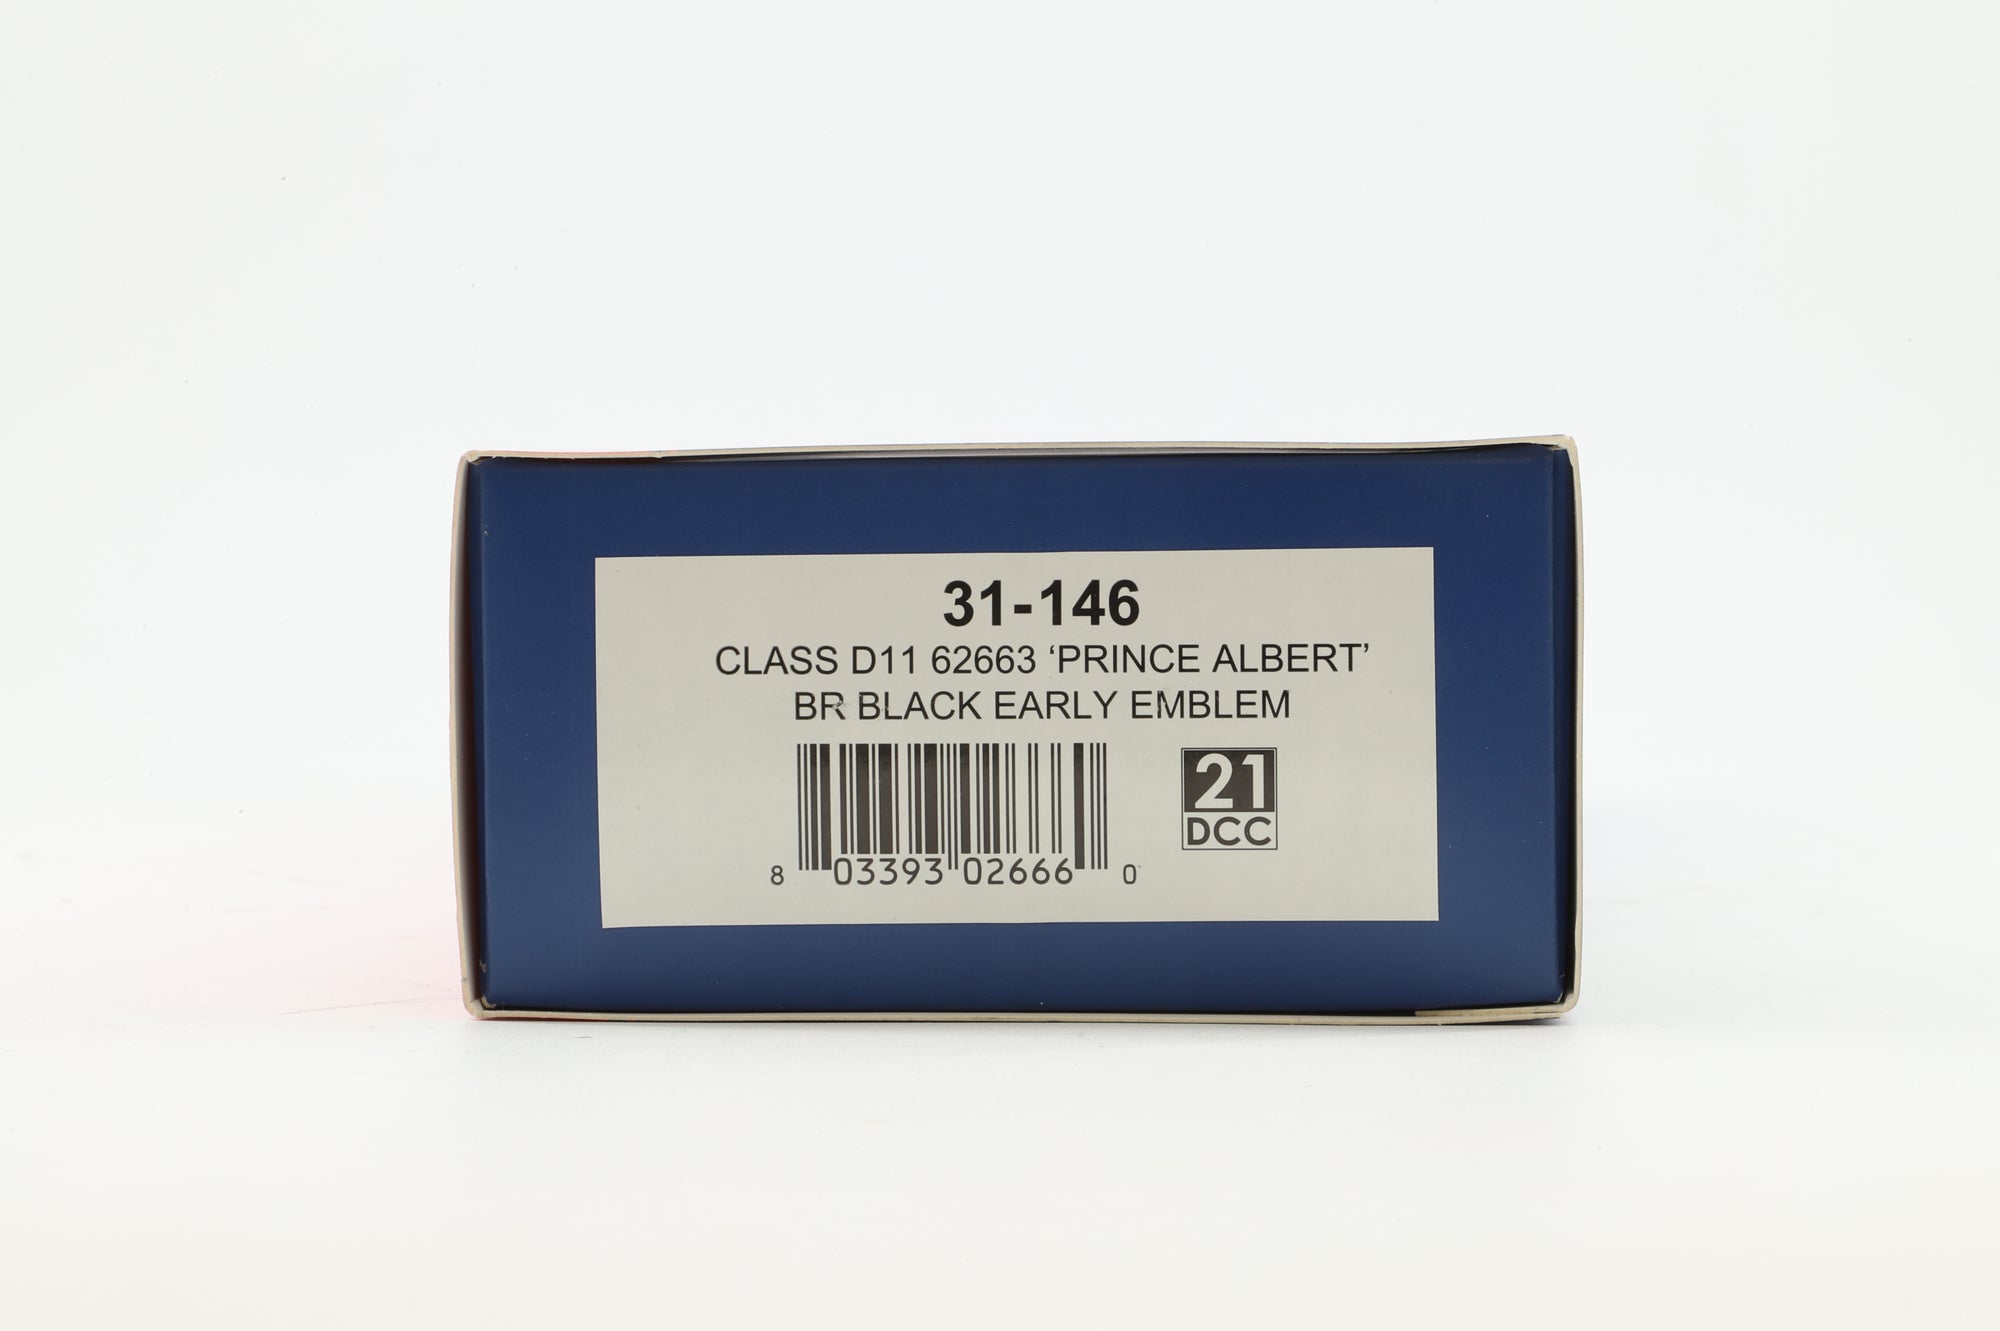 31-146
CLASS D11 62663 ‘PRINCE ALBERT’
BR BLACK EARLY EMBLEM
21
DCC
8 03393 02666 0